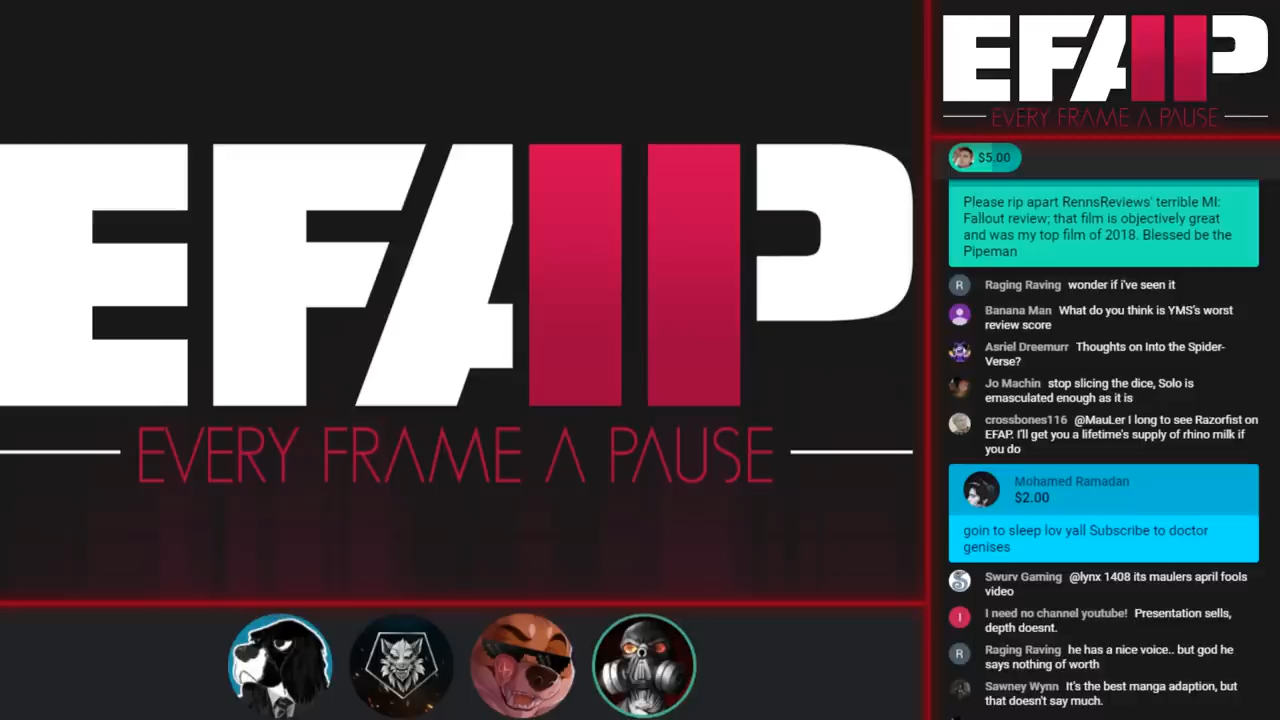 EFAP
EVERY FRAME A PAUSE
EFAP
EVERY FRAME A PAUSE
$5.00
Please rip apart RennsReviews' terrible MI:
Fallout review; that film is objectively great
and was my top film of 2018. Blessed be the
Pipeman
R
Raging Raving wonder if i've seen it
Banana Man What do you think is YMS's worst
review score
Asriel Dreemurr Thoughts on Into the Spider-
Verse?
Jo Machin stop slicing the dice, Solo is
emasculated enough as it is
crossbones116 @MauLer I long to see Razorfist on
EFAP. I'll get you a lifetime's supply of rhino milk if
you do
Mohamed Ramadan
$2.00
goin to sleep lov yall Subscribe to doctor
genises
Swurv Gaming @lynx 1408 its maulers april fools
video
I
I need no channel youtube! Presentation sells,
depth doesnt.
R
Raging Raving he has a nice voice.. but god he
says nothing of worth
Sawney Wynn It's the best manga adaption, but
that doesn't say much.